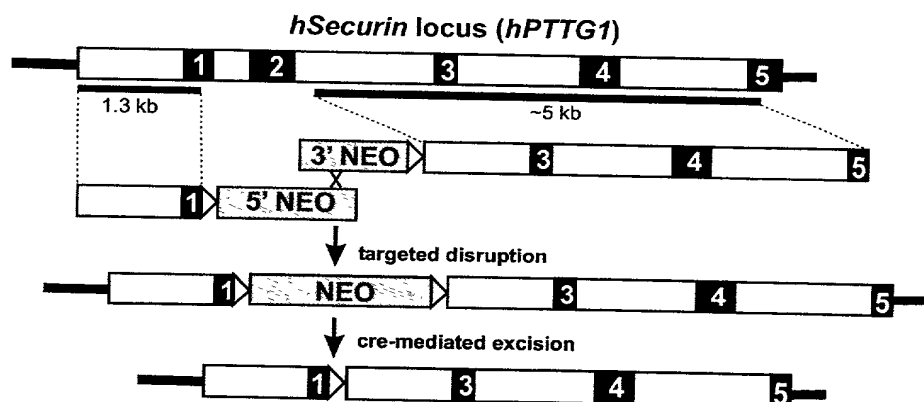 hSecurin locus (hPTTG1)
1 2 3 4 5
1.3 kb ~5 kb
3' NEO 3 4 5
1 5' NEO
targeted disruption
1 NEO 3 4 5
cre-mediated excision
1 3 4 5